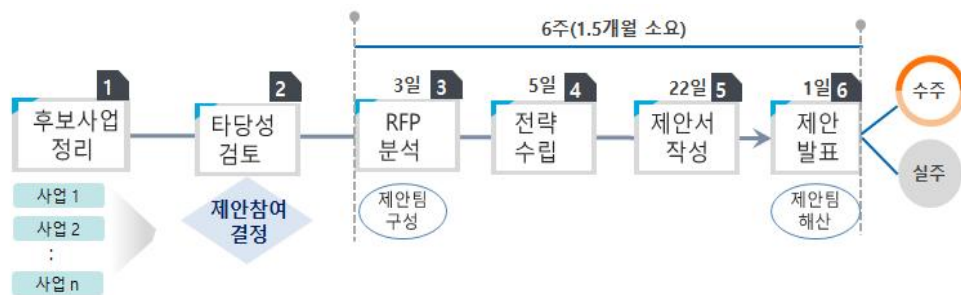 6주(1.5개월 소요)
1
후보사업
정리
2
타당성
검토
3일 3
RFP
분석
5일 4
전략
수립
22일 5
제안서
작성
1일 6
제안
발표
수주
실주
사업 1
사업 2
:
사업 n
제안참여
결정
제안팀
구성
제안팀
해산